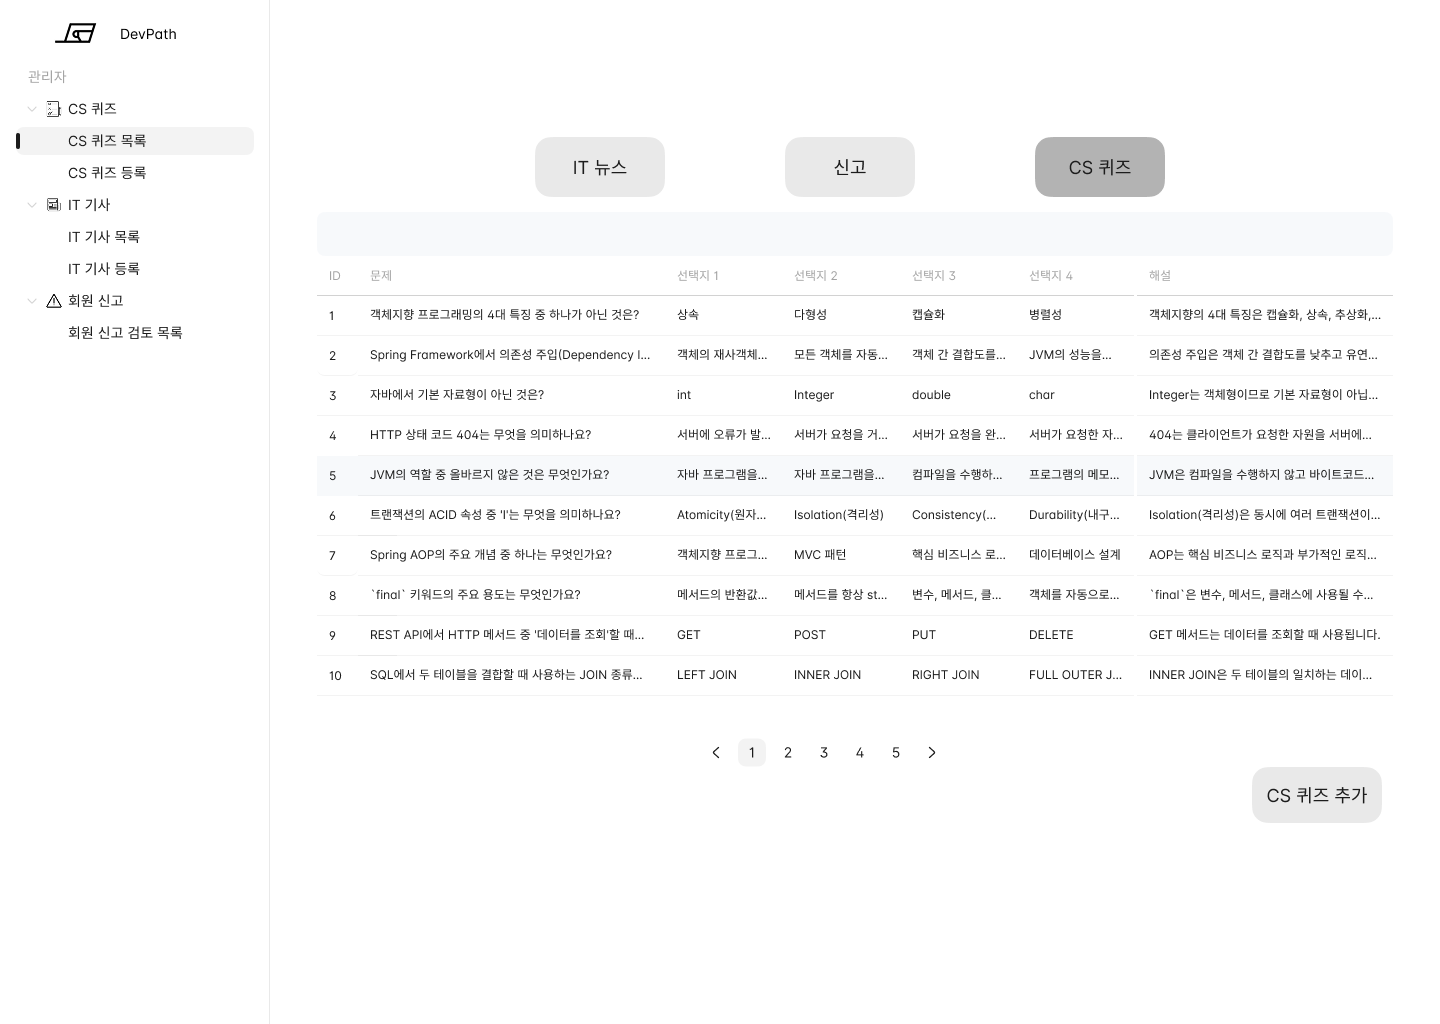 DevPath
관리자
CS 퀴즈
CS 퀴즈 목록
CS 퀴즈 등록
IT 기사
IT 기사 목록
IT 기사 등록
회원 신고
회원 신고 검토 목록
IT 뉴스 신고 CS 퀴즈
ID 문제 선택지 1 선택지 2 선택지 3 선택지 4 해설
1 객체지향 프로그래밍의 4대 특징 중 하나가 아닌 것은? 상속 다형성 캡슐화 병렬성 객체지향의 4대 특징은 캡슐화, 상속, 추상화,...
2 Spring Framework에서 의존성 주입(Dependency I... 객체의 재사객체... 모든 객체를 자동... 객체 간 결합도를... JVM의 성능을... 의존성 주입은 객체 간 결합도를 낮추고 유연...
3 자바에서 기본 자료형이 아닌 것은? int Integer double char Integer는 객체형이므로 기본 자료형이 아닙...
4 HTTP 상태 코드 404는 무엇을 의미하나요? 서버에 오류가 발... 서버가 요청을 거... 서버가 요청을 완... 서버가 요청한 자... 404는 클라이언트가 요청한 자원을 서버에...
5 JVM의 역할 중 올바르지 않은 것은 무엇인가요? 자바 프로그램을... 자바 프로그램을... 컴파일을 수행하... 프로그램의 메모... JVM은 컴파일을 수행하지 않고 바이트코드...
6 트랜잭션의 ACID 속성 중 'I'는 무엇을 의미하나요? Atomicity(원자... Isolation(격리성) Consistency(... Durability(내구... Isolation(격리성)은 동시에 여러 트랜잭션이...
7 Spring AOP의 주요 개념 중 하나는 무엇인가요? 객체지향 프로그... MVC 패턴 핵심 비즈니스 로... 데이터베이스 설계 AOP는 핵심 비즈니스 로직과 부가적인 로직...
8 `final` 키워드의 주요 용도는 무엇인가요? 메서드의 반환값... 메서드를 항상 st... 변수, 메서드, 클... 객체를 자동으로... `final`은 변수, 메서드, 클래스에 사용될 수...
9 REST API에서 HTTP 메서드 중 '데이터를 조회'할 때... GET POST PUT DELETE GET 메서드는 데이터를 조회할 때 사용됩니다.
10 SQL에서 두 테이블을 결합할 때 사용하는 JOIN 종류... LEFT JOIN INNER JOIN RIGHT JOIN FULL OUTER J... INNER JOIN은 두 테이블의 일치하는 데이...
1 2 3 4 5
CS 퀴즈 추가